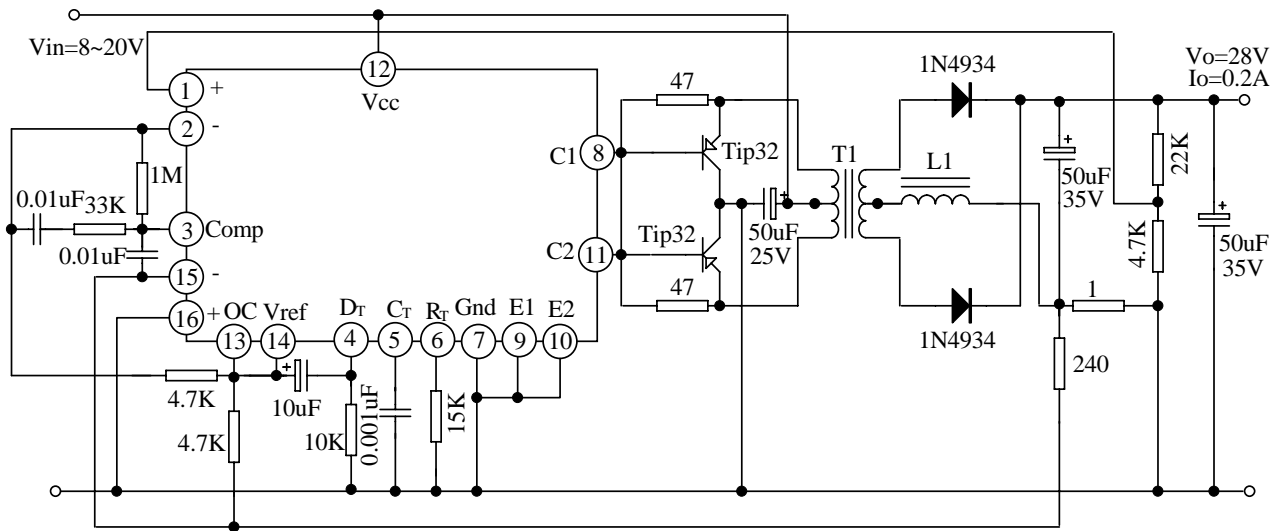 Vin=8~20V
12
Vcc
1
+
2
-
1M
0.01uF
33K
3
Comp
0.01uF
15
-
16
+
OC
Vref
DT
CT
RT
Gnd
E1
E2
13
14
4
5
6
7
9
10
C1
8
C2
11
47
Tip32
Tip32
47
+
50uF
25V
T1
L1
1N4934
1N4934
Vo=28V
Io=0.2A
+
50uF
35V
22K
4.7K
+
50uF
35V
1
240
4.7K
4.7K
+
10uF
10K
0.001uF
15K